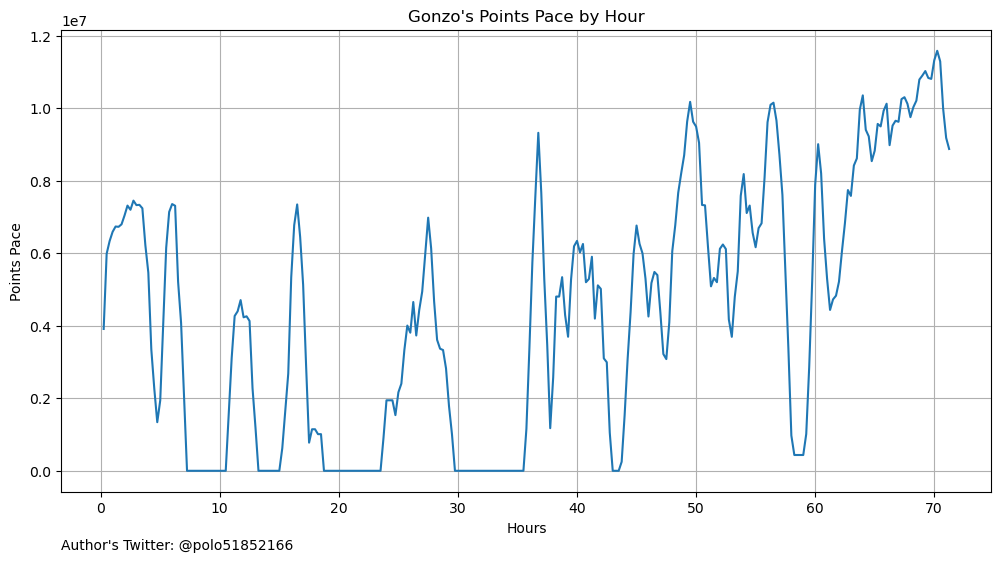 Gonzo's Points Pace by Hour
1e7
1.2
1.0
0.8
0.6
0.4
0.2
0.0
Points Pace
0 10 20 30 40 50 60 70
Hours
Author's Twitter: @polo51852166